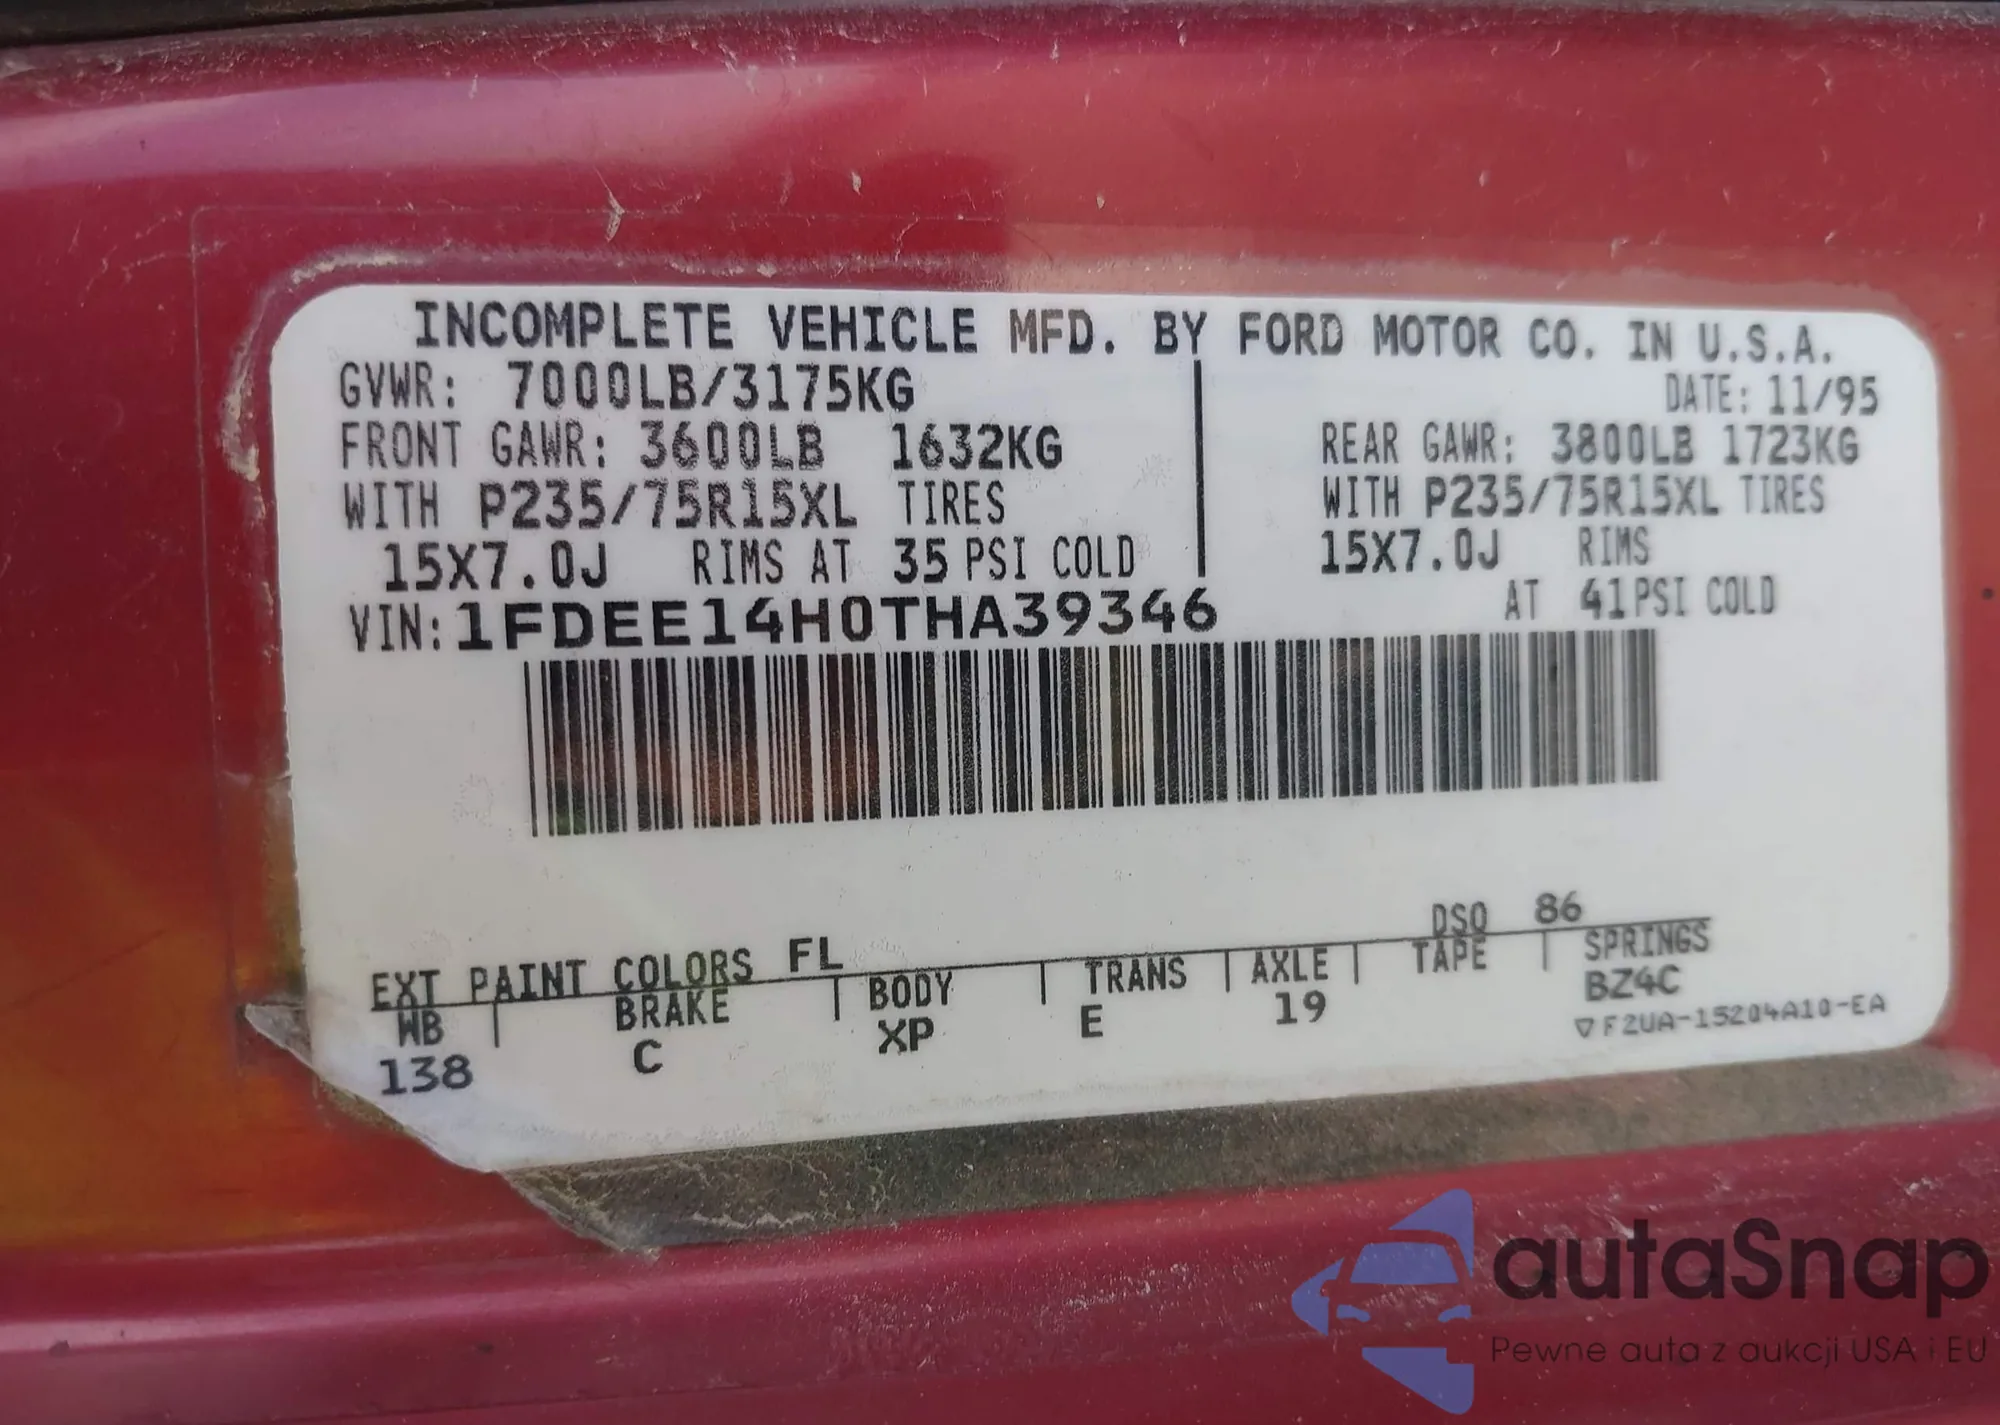 INCOMPLETE VEHICLE MFD. BY FORD MOTOR CO. IN U.S.A.
GVWR: 7000LB/3175KG
DATE: 11/95
FRONT GAWR: 3600LB 1632KG
REAR GAWR: 3800LB 1723KG
WITH P235/75R15XL TIRES
WITH P235/75R15XL TIRES
15X7.0J RIMS AT 35 PSI COLD
15X7.0J RIMS
AT 41PSI COLD
VIN: 1FDEE14H0THA39346
DSO 86
EXT PAINT COLORS FL
WB BRAKE BODY TRANS AXLE TAPE SPRINGS
138 C XP E 19 BZ4C
▽F2UA-15204A10-EA
autaSnap
Pewne auta z aukcji USA i EU